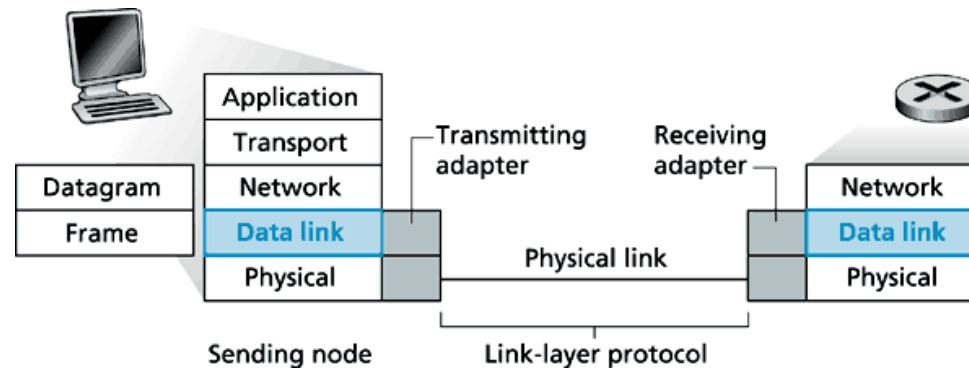 Application
Transport
Transmitting
adapter
Receiving
adapter
Datagram
Network
Network
Frame
Data link
Data link
Physical
Physical link
Physical
Sending node
Link-layer protocol